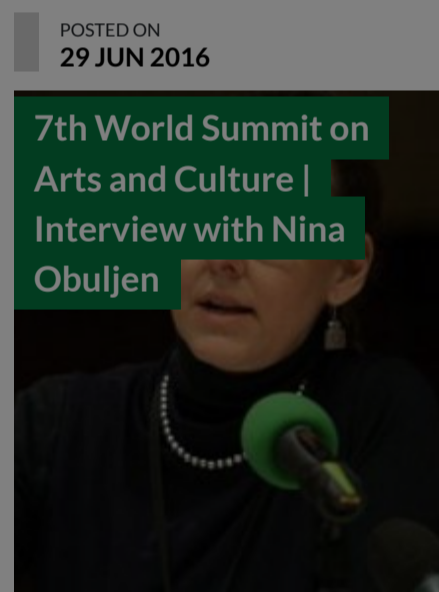 POSTED ON
29 JUN 2016
7th World Summit on
Arts and Culture |
Interview with Nina
Obuljen